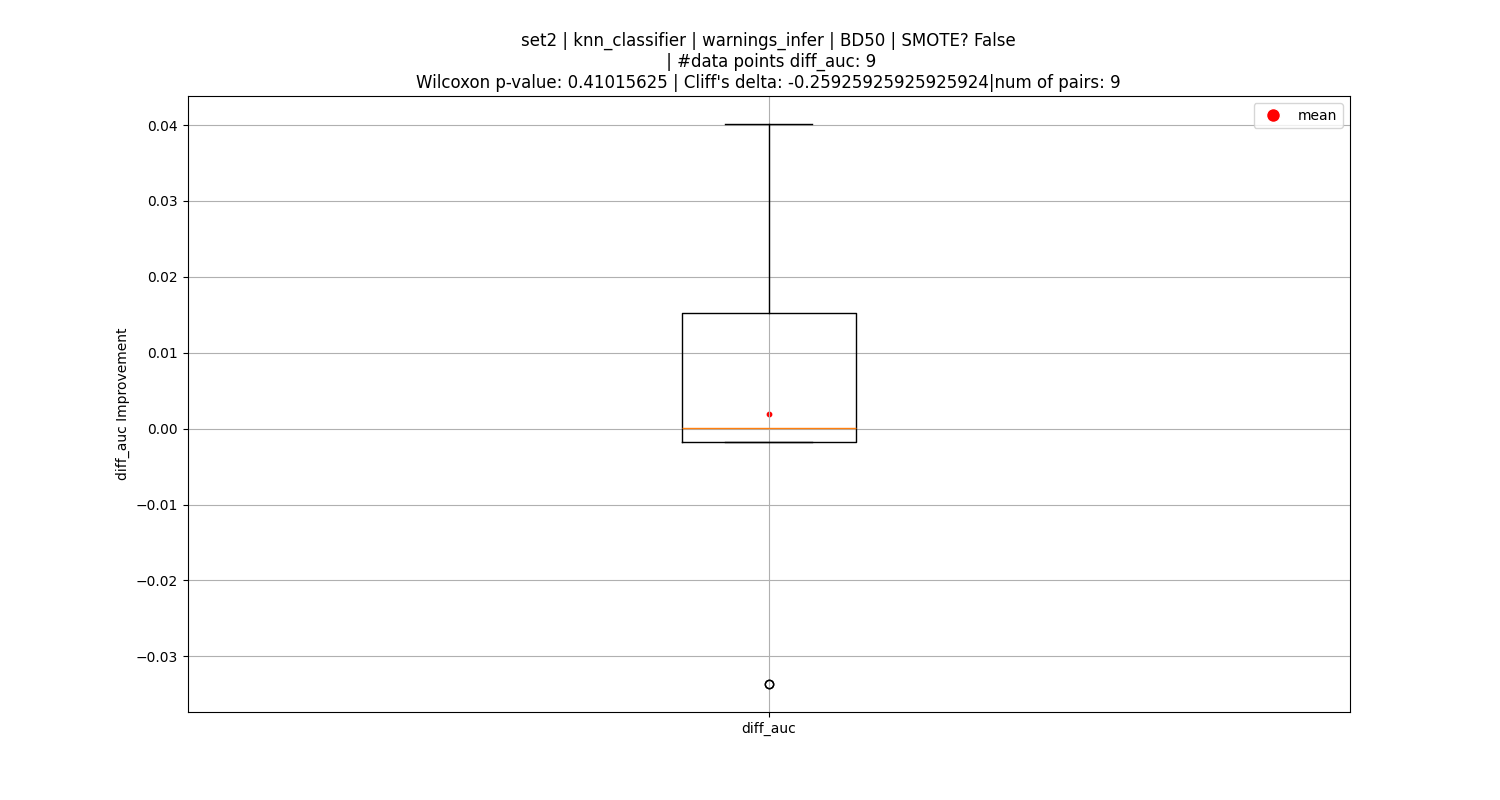 set2 | knn_classifier | warnings_infer | BD50 | SMOTE? False
| #data points diff_auc: 9
Wilcoxon p-value: 0.41015625 | Cliff's delta: -0.25925925925925924|num of pairs: 9
mean
0.04
0.03
0.02
0.01
0.00
−0.01
−0.02
−0.03
diff_auc Improvement
diff_auc